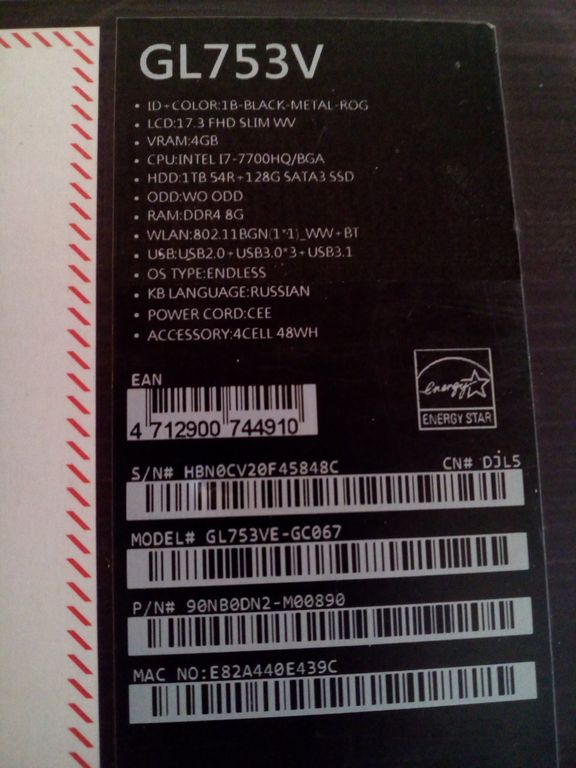 GL753V
• ID+COLOR:1B-BLACK-METAL-ROG
• LCD:17.3 FHD SLIM WV
• VRAM:4GB
• CPU:INTEL I7-7700HQ/BGA
• HDD:1TB 54R+128G SATA3 SSD
• ODD:WO ODD
• RAM:DDR4 8G
• WLAN:802.11BGN(1*1)_WW+BT
• USB:USB2.0+USB3.0*3+USB3.1
• OS TYPE:ENDLESS
• KB LANGUAGE:RUSSIAN
• POWER CORD:CEE
• ACCESSORY:4CELL 48WH
energy
ENERGY STAR
EAN
4 712900 744910
S/N# HBN0CV20F45848C CN# DJL5
MODEL# GL753VE-GC067
P/N# 90NB0DN2-M00890
MAC NO:E82A440E439C